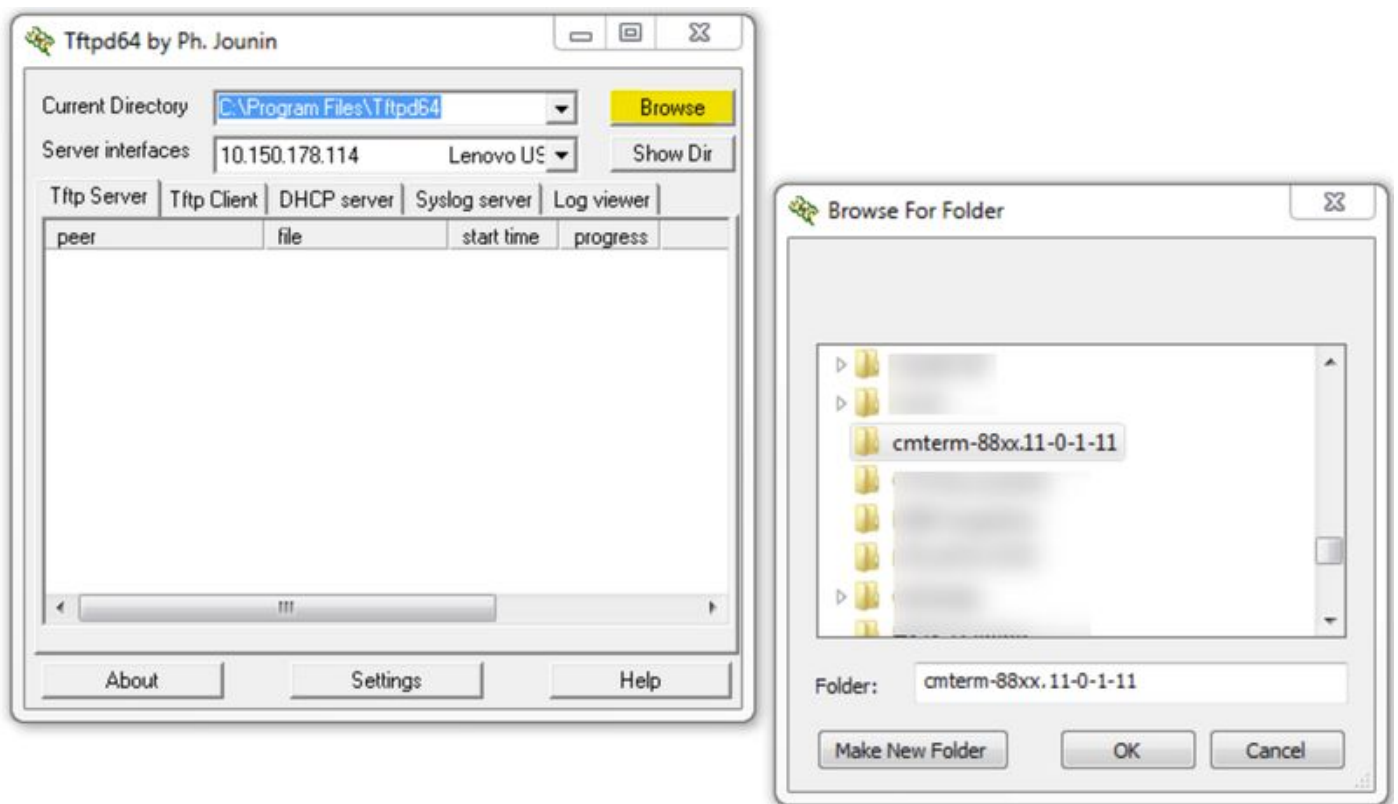 Tftpd64 by Ph. Jounin
Current Directory
C:\Program Files\Tftpd64
Browse
Server interfaces
10.150.178.114 Lenovo US
Show Dir
Tftp Server
Tftp Client
DHCP server
Syslog server
Log viewer
peer
file
start time
progress
About
Settings
Help
Browse For Folder
cmterm-88xx.11-0-1-11
Folder:
cmterm-88xx.11-0-1-11
Make New Folder
OK
Cancel